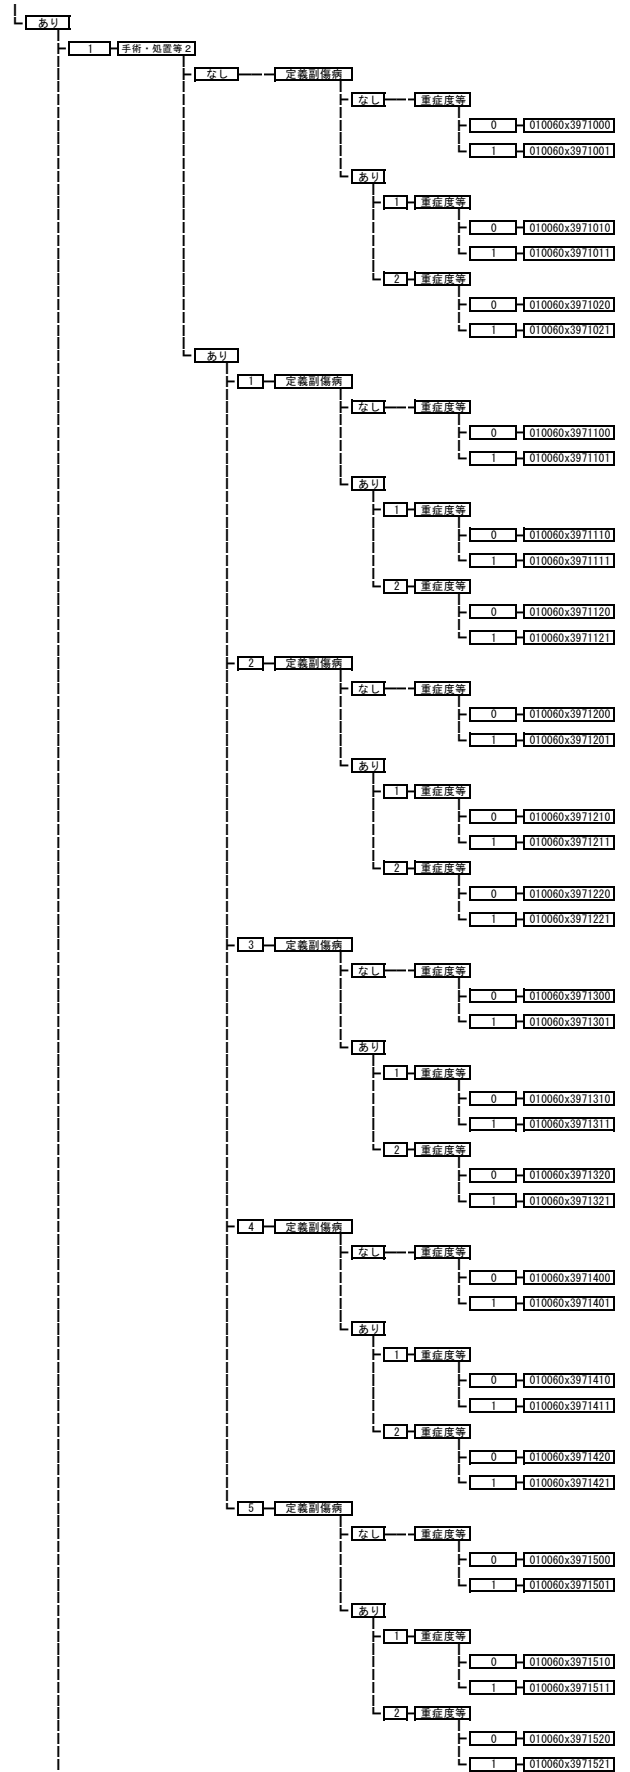 あり
1 手術・処置等2
なし 定義副傷病
なし 重症度等
0 010060x3971000
1 010060x3971001
あり
1 重症度等
0 010060x3971010
1 010060x3971011
2 重症度等
0 010060x3971020
1 010060x3971021
あり
1 定義副傷病
なし 重症度等
0 010060x3971100
1 010060x3971101
あり
1 重症度等
0 010060x3971110
1 010060x3971111
2 重症度等
0 010060x3971120
1 010060x3971121
2 定義副傷病
なし 重症度等
0 010060x3971200
1 010060x3971201
あり
1 重症度等
0 010060x3971210
1 010060x3971211
2 重症度等
0 010060x3971220
1 010060x3971221
3 定義副傷病
なし 重症度等
0 010060x3971300
1 010060x3971301
あり
1 重症度等
0 010060x3971310
1 010060x3971311
2 重症度等
0 010060x3971320
1 010060x3971321
4 定義副傷病
なし 重症度等
0 010060x3971400
1 010060x3971401
あり
1 重症度等
0 010060x3971410
1 010060x3971411
2 重症度等
0 010060x3971420
1 010060x3971421
5 定義副傷病
なし 重症度等
0 010060x3971500
1 010060x3971501
あり
1 重症度等
0 010060x3971510
1 010060x3971511
2 重症度等
0 010060x3971520
1 010060x3971521